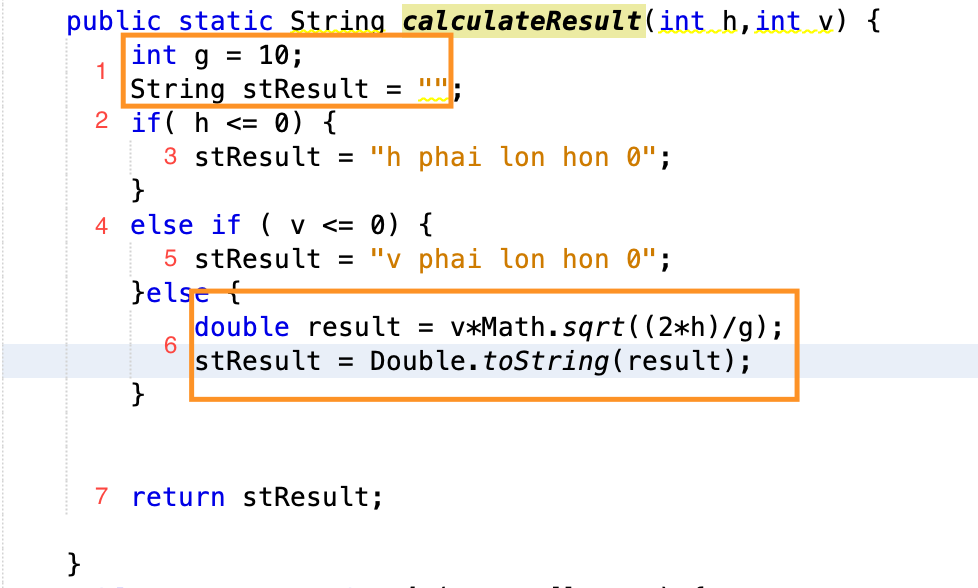 public static String calculateResult(int h,int v) {
1 int g = 10;
String stResult = "";
2 if( h <= 0) {
3 stResult = "h phai lon hon 0";
}
4 else if ( v <= 0) {
5 stResult = "v phai lon hon 0";
}else {
6 double result = v*Math.sqrt((2*h)/g);
stResult = Double.toString(result);
}
7 return stResult;
}